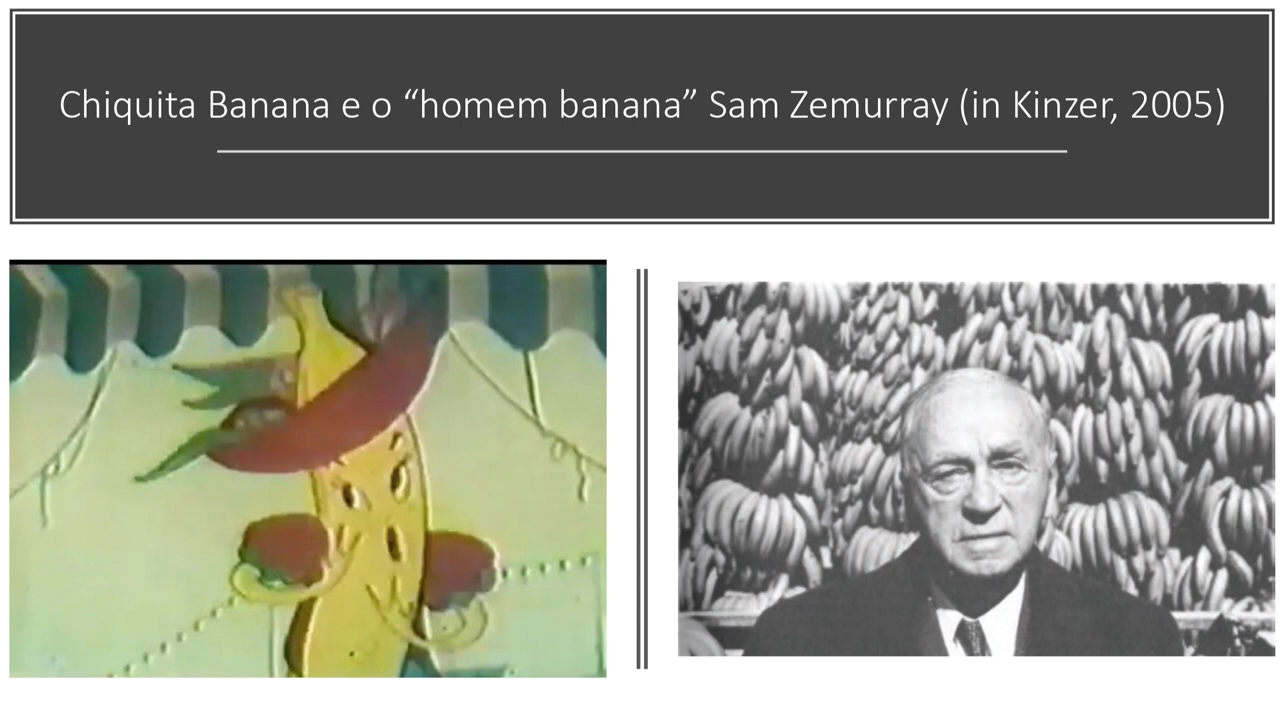 Chiquita Banana e o “homem banana” Sam Zemurray (in Kinzer, 2005)